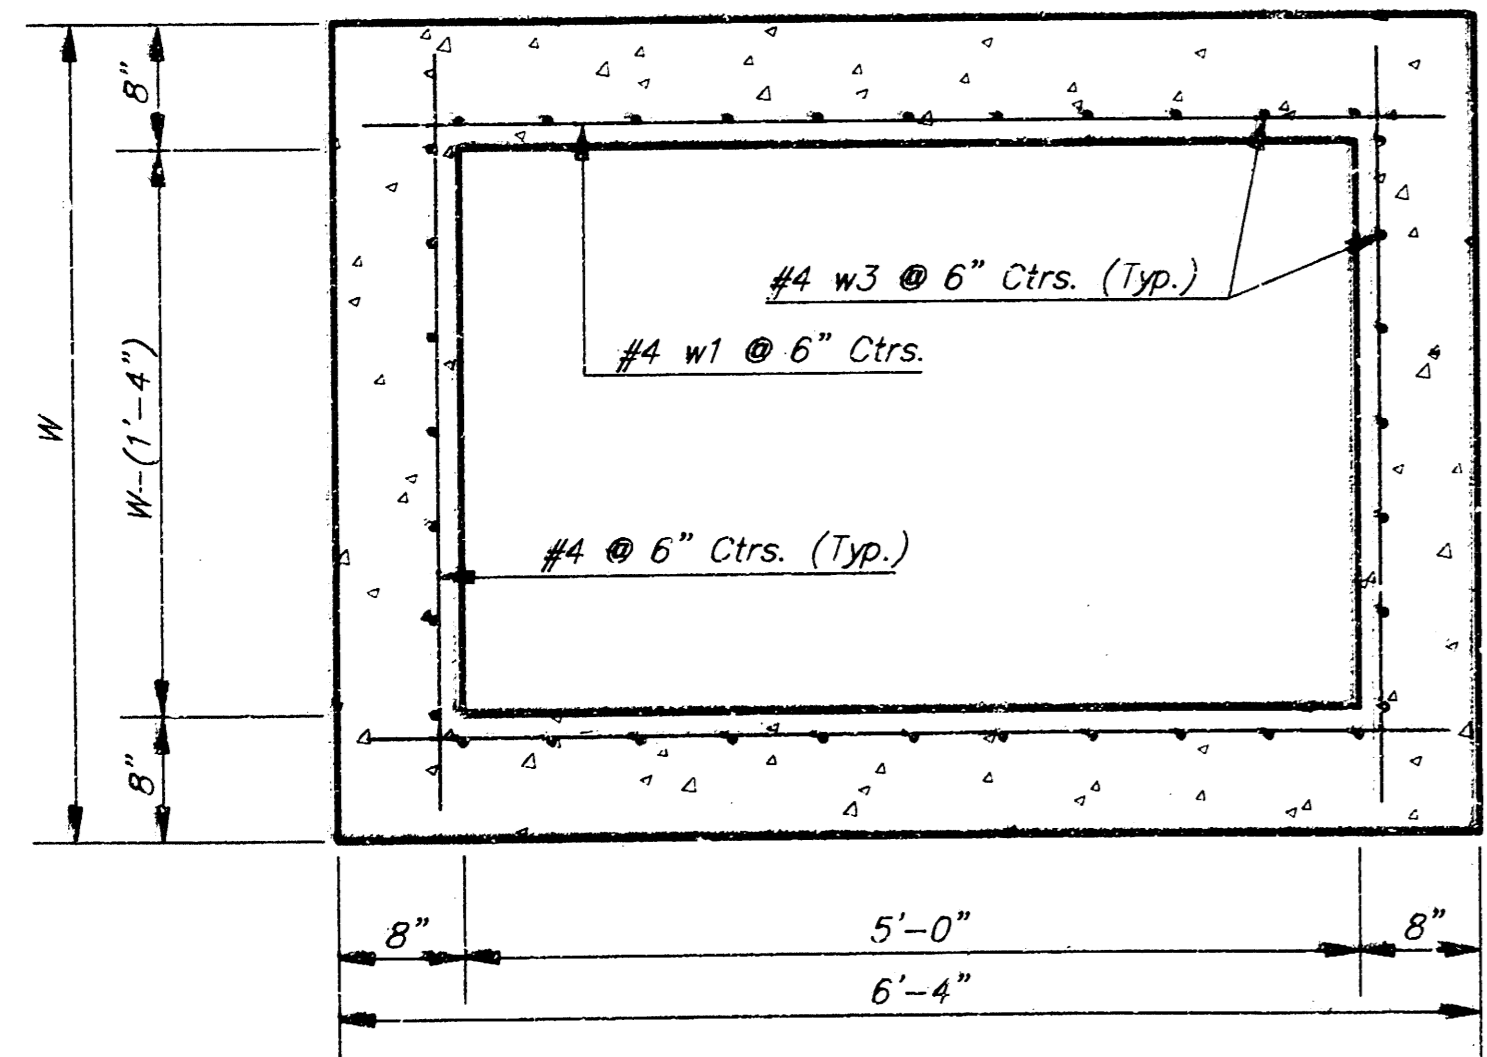 8"
#4 w3 @ 6" Ctrs. (Typ.)
#4 w1 @ 6" Ctrs.
W
W-(1'-4")
#4 @ 6" Ctrs. (Typ.)
8"
8"
5'-0"
8"
6'-4"